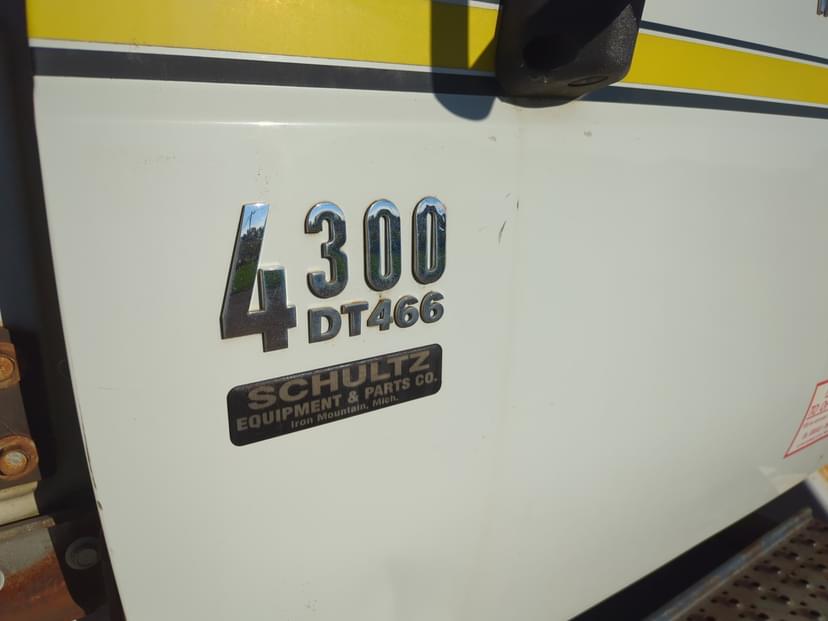 4300
DT466
SCHULTZ
EQUIPMENT & PARTS CO.
Iron Mountain, Mich.